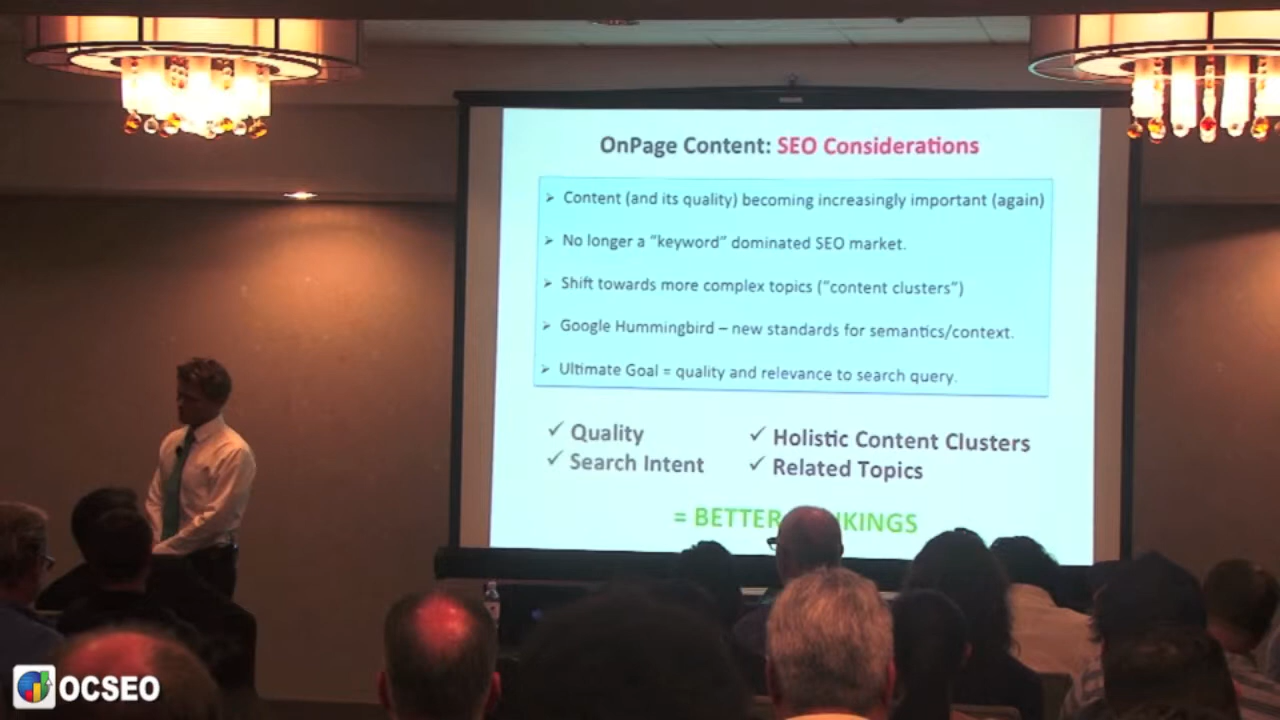 OnPage Content: SEO Considerations
➢ Content (and its quality) becoming increasingly important (again)
➢ No longer a “keyword” dominated SEO market.
➢ Shift towards more complex topics (“content clusters”)
➢ Google Hummingbird – new standards for semantics/context.
➢ Ultimate Goal = quality and relevance to search query.
✓ Quality
✓ Search Intent
✓ Holistic Content Clusters
✓ Related Topics
= BETTER KINGS
OCSEO